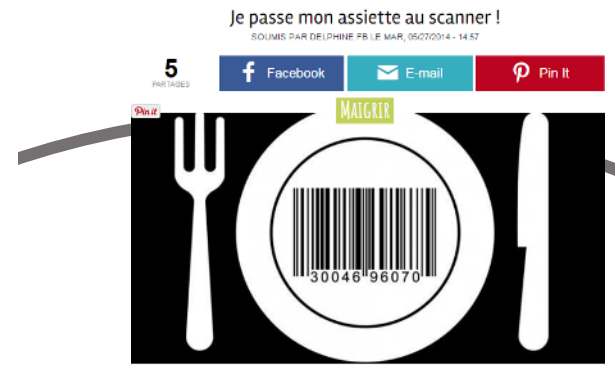 Je passe mon assiette au scanner !
SOUMIS PAR DELPHINE FB LE MAR, 05/27/2014 - 14:57
5
PARTAGES
Facebook
E-mail
Pin It
Pin it
MAIGRIR
30046 96070